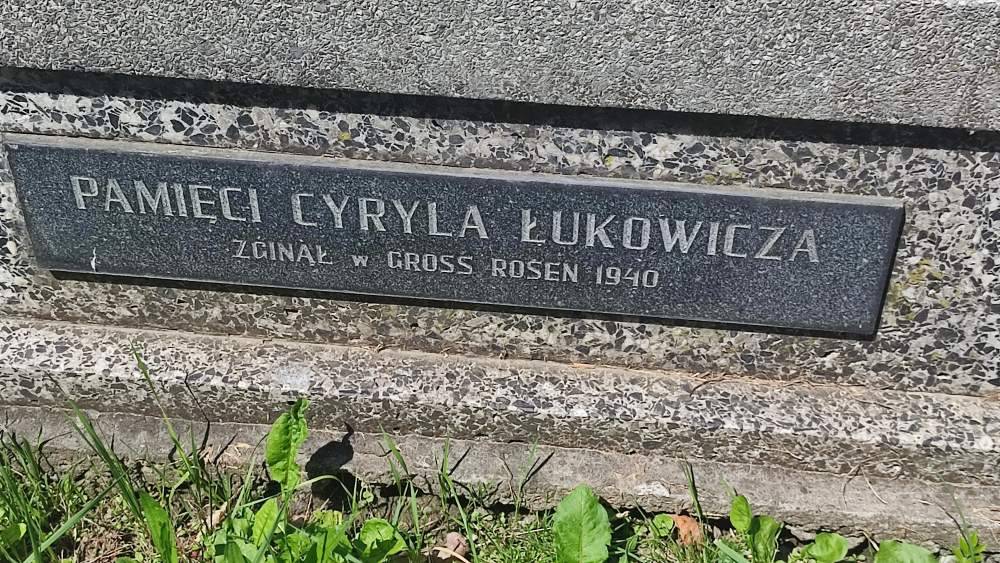 PAMIĘCI CYRYLA ŁUKOWICZA
ZGINĄŁ w GROSS ROSEN 1940